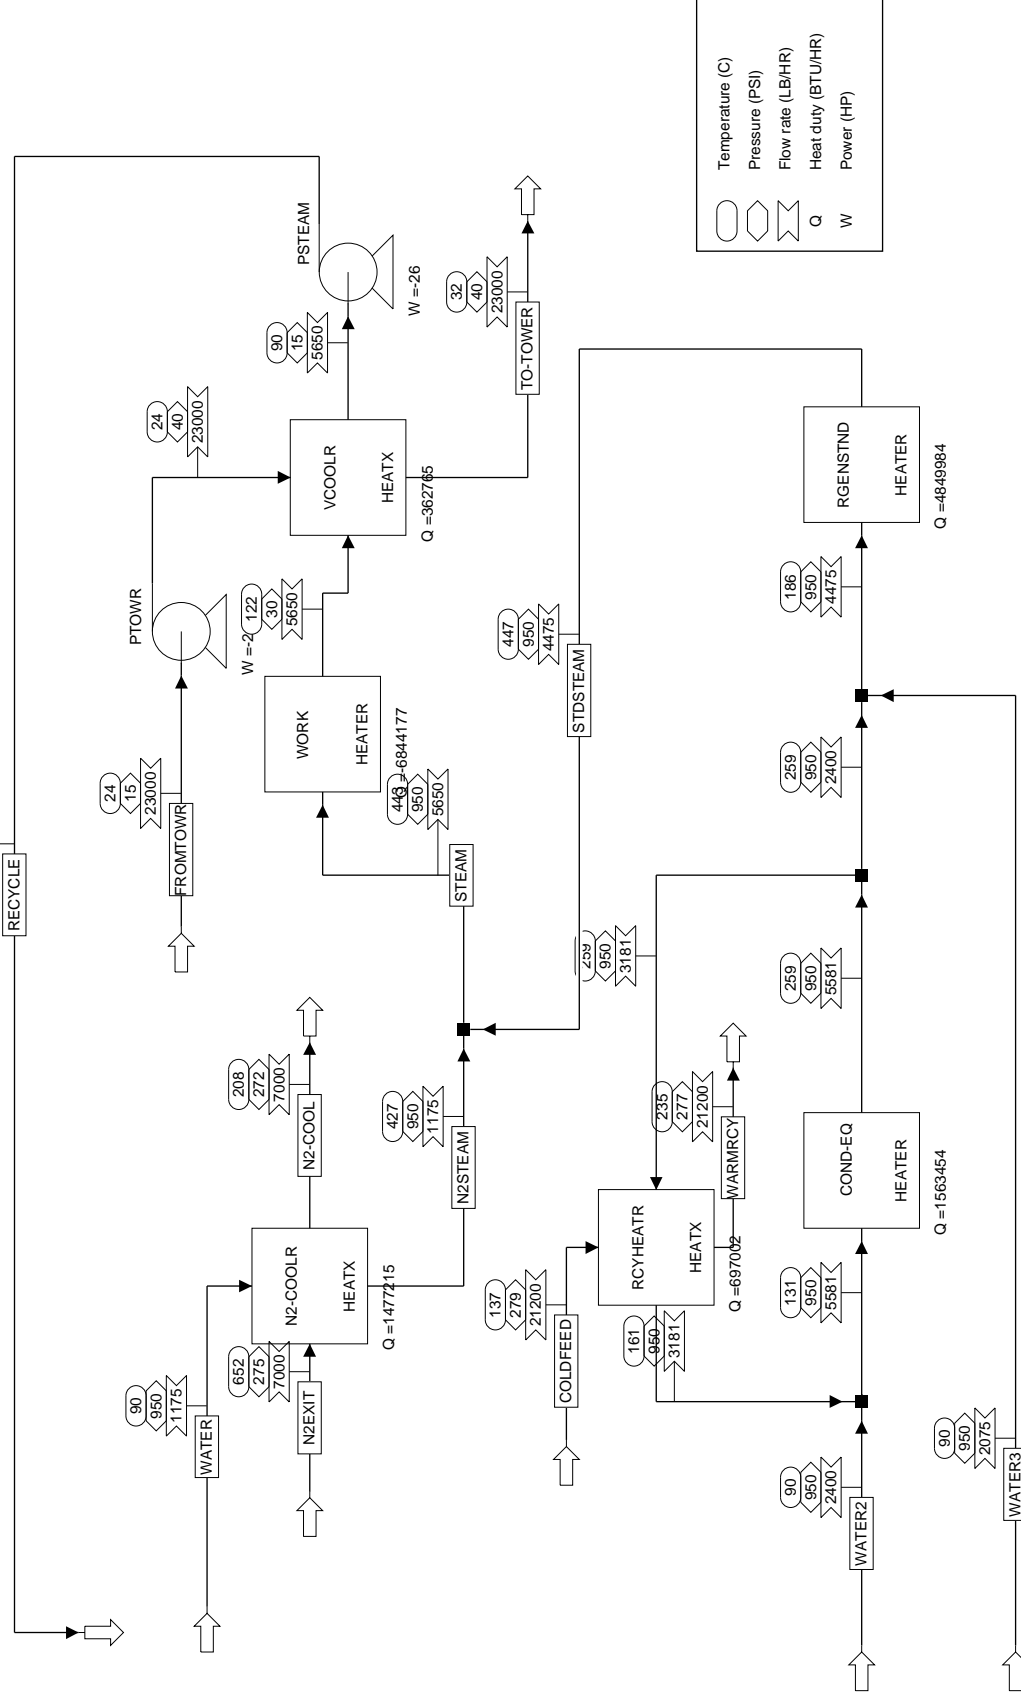 RECYCLE
PSTEAM
W =-26
90
15
5650
24
40
23000
PTOWR
W =-2
24
15
23000
FROMTOWR
VCOOLR
HEATX
Q =362765
32
40
23000
TO-TOWER
122
30
5650
WORK
HEATER
Q =-6844177
950
5650
STEAM
447
950
4475
STDSTEAM
208
272
7000
N2-COOL
427
950
1175
N2STEAM
N2-COOLR
HEATX
Q =1477215
652
275
7000
N2EXIT
90
950
1175
WATER
259
950
3181
235
277
21200
WARMRCY
RCYHEATR
HEATX
Q =697002
137
279
21200
COLDFEED
161
950
3181
RGENSTND
HEATER
Q =4849984
186
950
4475
259
950
2400
259
950
5581
COND-EQ
HEATER
Q =1563454
131
950
5581
90
950
2400
WATER2
90
950
2075
WATER3
Temperature (C)
Pressure (PSI)
Flow rate (LB/HR)
Q Heat duty (BTU/HR)
W Power (HP)